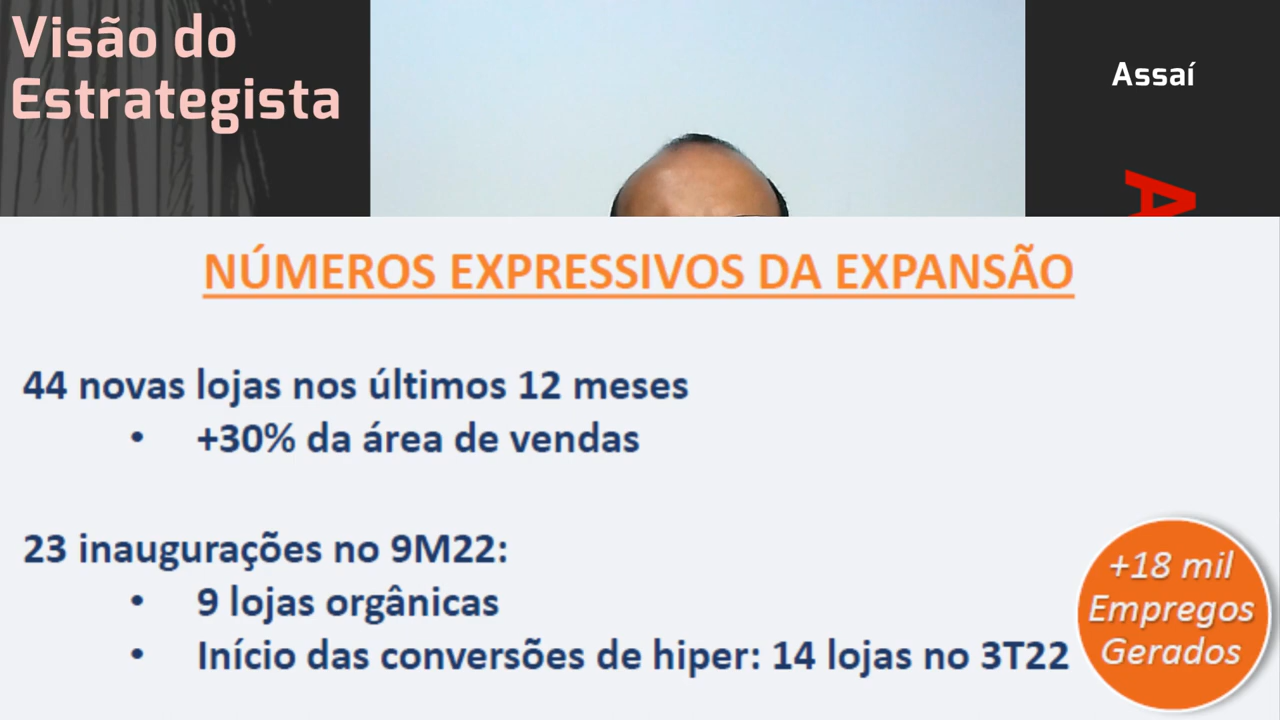 Visão do
Estrategista
Assaí
A
NÚMEROS EXPRESSIVOS DA EXPANSÃO
44 novas lojas nos últimos 12 meses
• +30% da área de vendas
23 inaugurações no 9M22:
• 9 lojas orgânicas
• Início das conversões de hiper: 14 lojas no 3T22
+18 mil
Empregos
Gerados